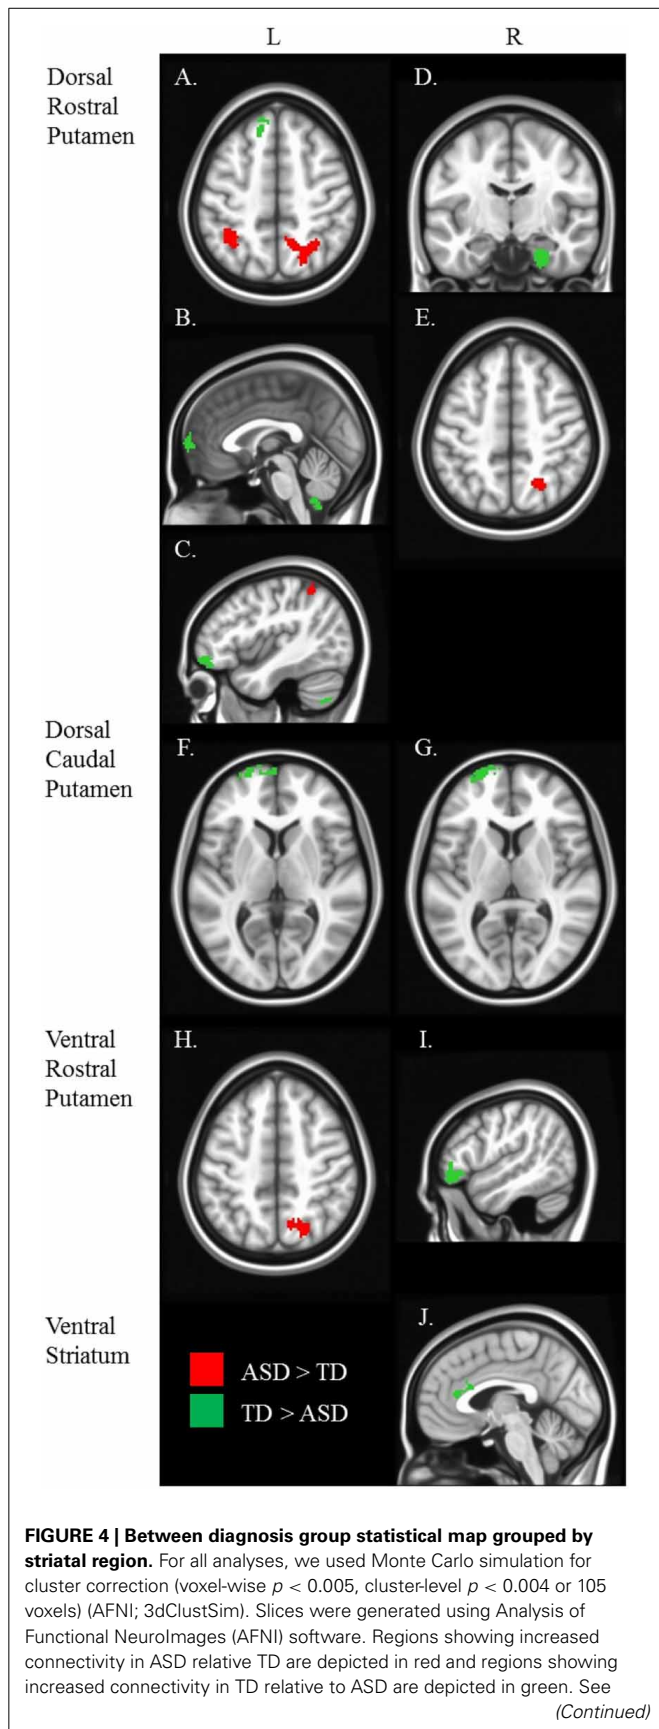 L R
Dorsal
Rostral
Putamen
A.
D.
B.
E.
C.
Dorsal
Caudal
Putamen
F.
G.
Ventral
Rostral
Putamen
H.
I.
Ventral
Striatum
J.
ASD > TD
TD > ASD
FIGURE 4 | Between diagnosis group statistical map grouped by
striatal region. For all analyses, we used Monte Carlo simulation for
cluster correction (voxel-wise p < 0.005, cluster-level p < 0.004 or 105
voxels) (AFNI; 3dClustSim). Slices were generated using Analysis of
Functional NeuroImages (AFNI) software. Regions showing increased
connectivity in ASD relative TD are depicted in red and regions showing
increased connectivity in TD relative to ASD are depicted in green. See
(Continued)